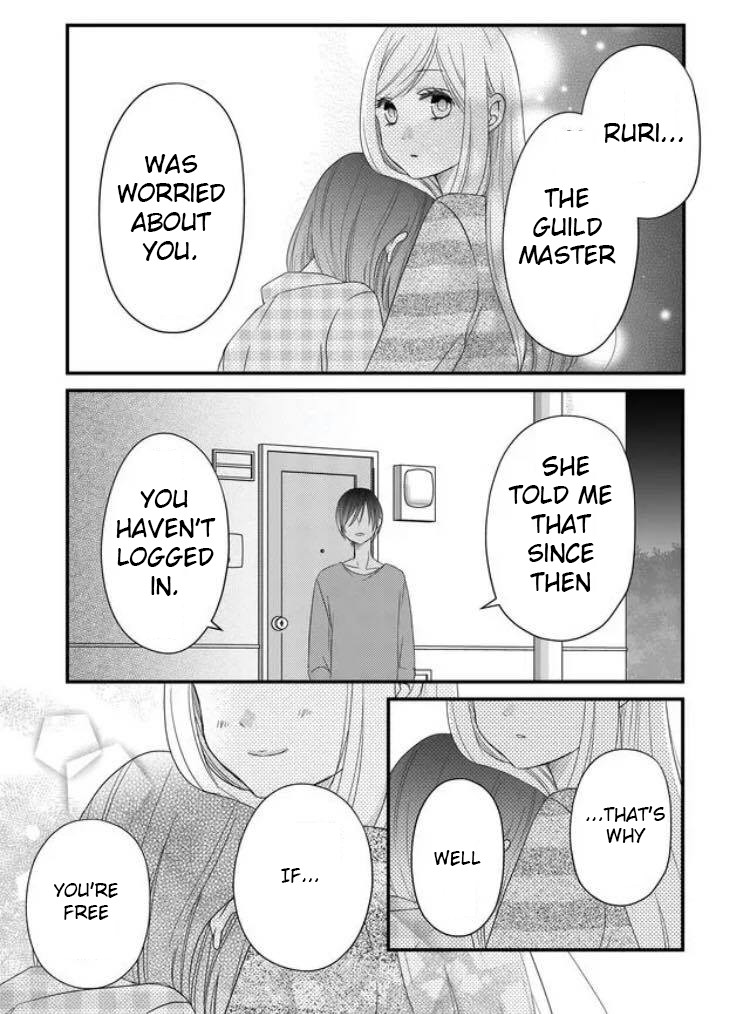 RURI...
THE
GUILD
MASTER
WAS
WORRIED
ABOUT
YOU.
SHE
TOLD ME
THAT
SINCE
THEN
YOU
HAVEN'T
LOGGED
IN.
...THAT'S
WHY
WELL
IF...
YOU'RE
FREE